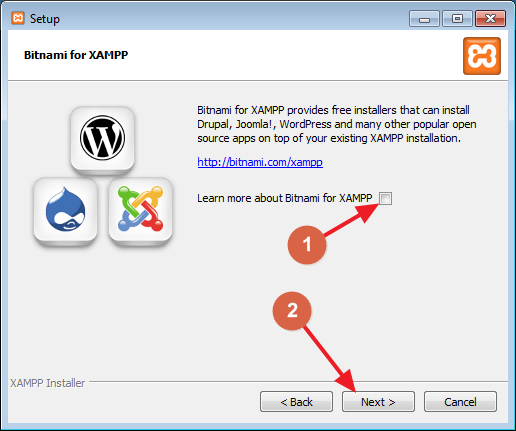 Setup
Bitnami for XAMPP
Bitnami for XAMPP provides free installers that can install
Drupal, Joomla!, WordPress and many other popular open
source apps on top of your existing XAMPP installation.
http://bitnami.com/xampp
Learn more about Bitnami for XAMPP
1
2
XAMPP Installer
< Back
Next >
Cancel